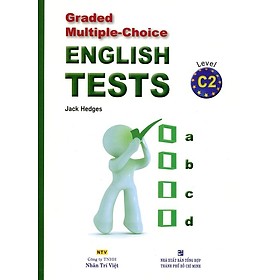 Graded
Multiple-Choice
ENGLISH
TESTS
Jack Hedges
Level
C2
a
b
c
d
NTV
Công ty TNHH
Nhân Trí Việt
NHÀ XUẤT BẢN TỔNG HỢP
THÀNH PHỐ HỒ CHÍ MINH